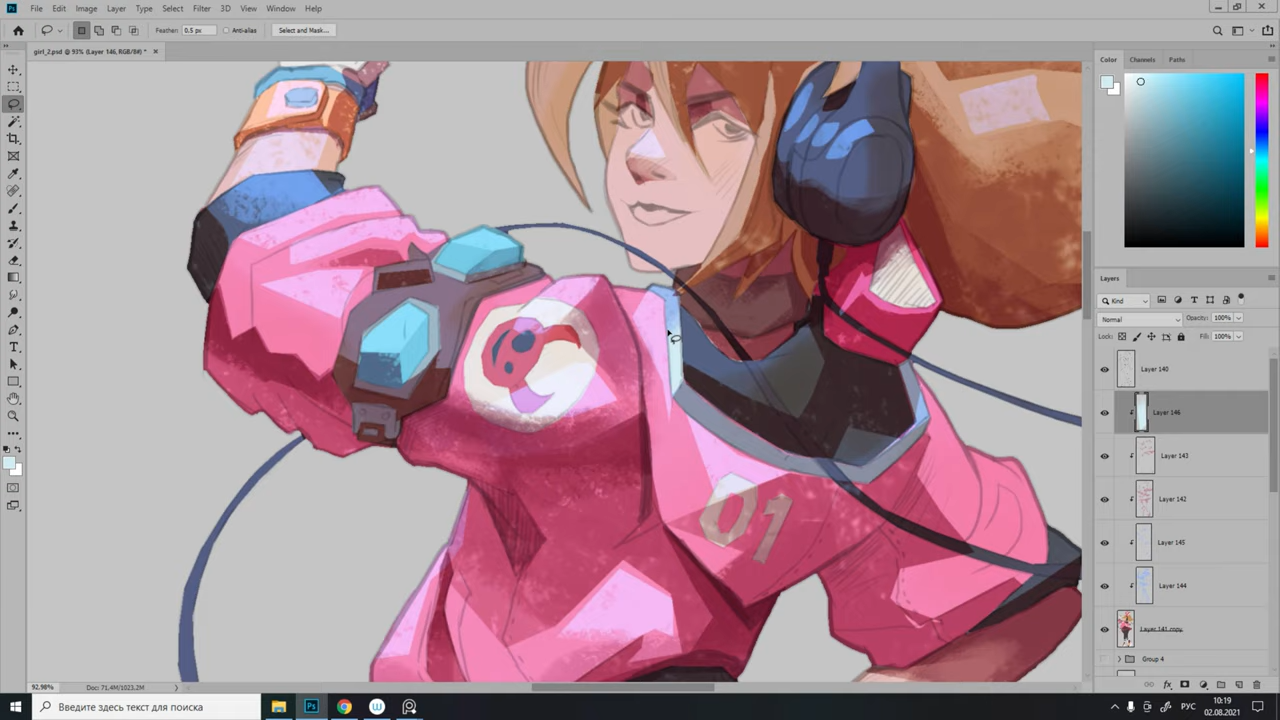 Ps File Edit Image Layer Type Select Filter 3D View Window Help
Feather: 0.5 px Anti-alias Select and Mask...
girl_2.psd @ 93% (Layer 146, RGB/8#) *
Color Channels Paths
Layers
Kind
Normal Opacity: 100%
Lock: Fill: 100%
Layer 140
Layer 146
Layer 143
Layer 142
Layer 145
Layer 144
Layer 141 copy
Group 4
01
92.98% Doc: 71.4M/1023.2M
Введите здесь текст для поиска
Ps
РУС
10:19
02.08.2021